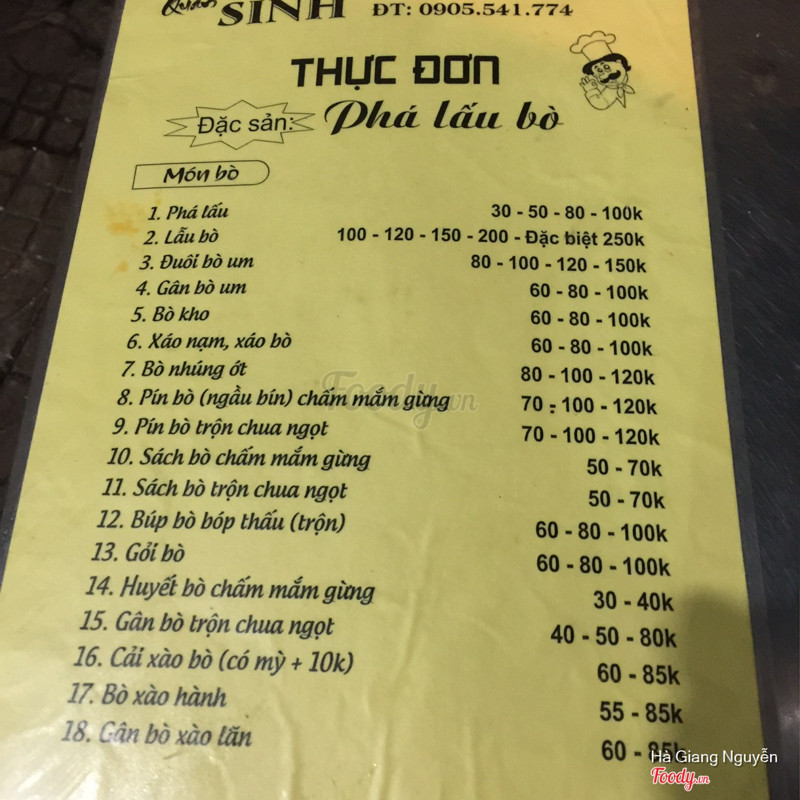 Quán SINH ĐT: 0905.541.774
THỰC ĐƠN
Đặc sản: Phá lấu bò
Món bò
1. Phá lấu 30 - 50 - 80 - 100k
2. Lẩu bò 100 - 120 - 150 - 200 - Đặc biệt 250k
3. Đuôi bò um 80 - 100 - 120 - 150k
4. Gân bò um 60 - 80 - 100k
5. Bò kho 60 - 80 - 100k
6. Xáo nạm, xáo bò 60 - 80 - 100k
7. Bò nhúng ớt 80 - 100 - 120k
8. Pín bò (ngầu bín) chấm mắm gừng 70 - 100 - 120k
9. Pín bò trộn chua ngọt 70 - 100 - 120k
10. Sách bò chấm mắm gừng 50 - 70k
11. Sách bò trộn chua ngọt 50 - 70k
12. Búp bò bóp thấu (trộn) 60 - 80 - 100k
13. Gỏi bò 60 - 80 - 100k
14. Huyết bò chấm mắm gừng 30 - 40k
15. Gân bò trộn chua ngọt 40 - 50 - 80k
16. Cải xào bò (có mỳ + 10k) 60 - 85k
17. Bò xào hành 55 - 85k
18. Gân bò xào lăn 60 - 85k
Foody.vn
Hà Giang Nguyễn
Foody.vn